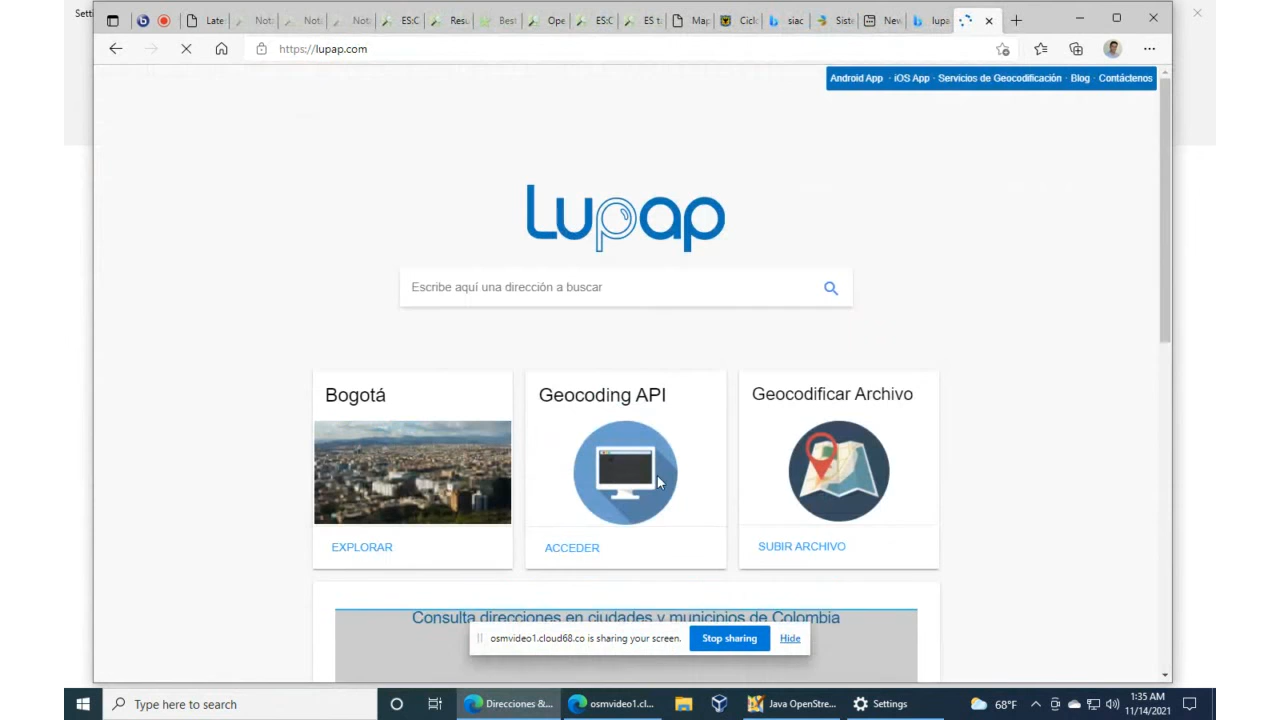 Setti
Late
Not
Not
Not
ES:C
Resu
Best
Ope
ES:C
ES t
Map
Cicl
siac
Siste
New
lupa
https://lupap.com
Android App · iOS App · Servicios de Geocodificación · Blog · Contáctenos
Lupap
Escribe aquí una dirección a buscar
Bogotá
Geocoding API
Geocodificar Archivo
EXPLORAR
ACCEDER
SUBIR ARCHIVO
Consulta direcciones en ciudades y municipios de Colombia
osmvideo1.cloud68.co is sharing your screen.
Stop sharing
Hide
Type here to search
Direcciones &...
osmvideo1.cl...
Java OpenStre...
Settings
68°F
1:35 AM
11/14/2021